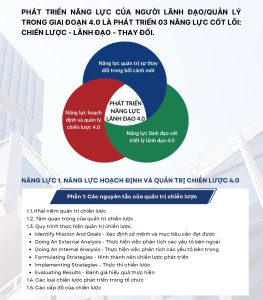 PHÁT TRIỂN NĂNG LỰC CỦA NGƯỜI LÃNH ĐẠO/QUẢN LÝ
TRONG GIAI ĐOẠN 4.0 LÀ PHÁT TRIỂN 03 NĂNG LỰC CỐT LÕI:
CHIẾN LƯỢC - LÃNH ĐẠO - THAY ĐỔI.
Năng lực quản trị sự thay
đổi trong bối cảnh mới
PHÁT TRIỂN
NĂNG LỰC
LÃNH ĐẠO 4.0
Năng lực hoạch
định và quản lý
chiến lược 4.0
Năng lực lãnh đạo với
triết lý lãnh đạo 4.0
NĂNG LỰC 1. NĂNG LỰC HOẠCH ĐỊNH VÀ QUẢN TRỊ CHIẾN LƯỢC 4.0
Phần 1: Các nguyên tắc của quản trị chiến lược
1.1. Khái niệm quản trị chiến lược
1.2. Tầm quan trong của quản trị chiến lược
1.3. Quy trình thực hiện quản trị chiến lược.
• Identify Mission And Goals - Xác định sứ mệnh và mục tiêu cần đạt được
• Doing An External Analysis - Thực hiện việc phân tích các yếu tố bên ngoài
• Doing An Internal Analysis - Thực hiện việc phân tích các yếu tố bên trong
• Formulating Strategies - Hình thành nên chiến lược phát triển
• Implementing Strategies - Thực thi chiến lược
• Evaluating Results - Đánh giá hiệu quả thực hiện
1.4. Các loại chiến lược phát triển trong tổ chức
1.5. Các cấp độ của chiến lược